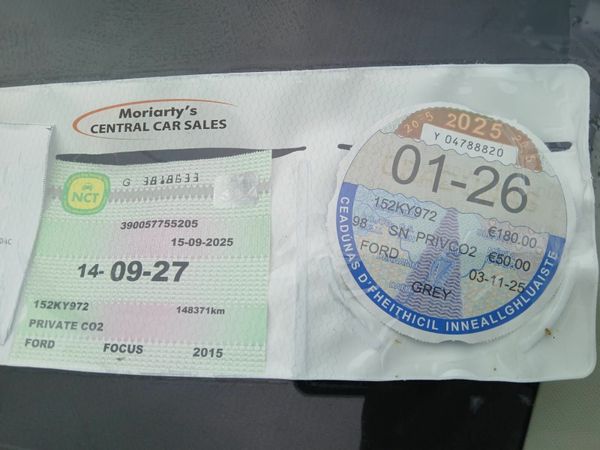 Moriarty's
CENTRAL CAR SALES
NCT
G 3818633
390057755205
15-09-2025
14-09-27
152KY972
148371km
PRIVATE CO2
FORD FOCUS 2015
2025
Y 04788820
01-26
152KY972 €180.00
98 SN. PRIVCO2 €50.00
FORD 03-11-25
GREY
CEADÚNAS D'FHEITHICIL INNEALLGHLUAISTE